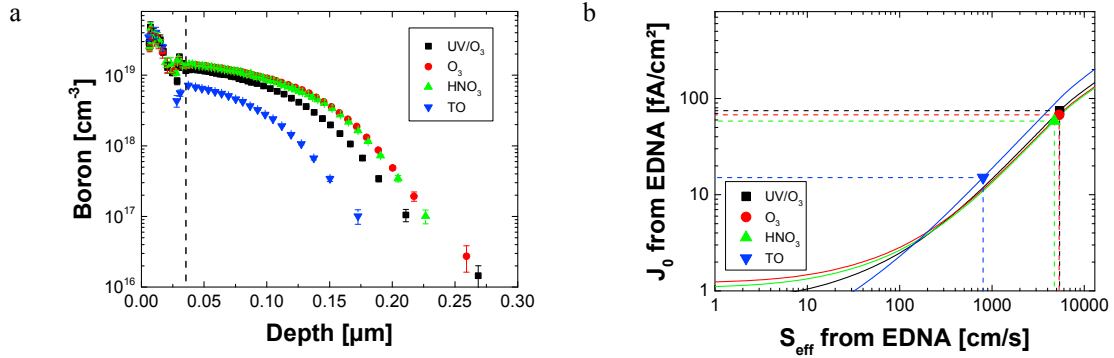 a
Boron [cm⁻³]
10¹⁹
10¹⁸
10¹⁷
10¹⁶
0.00 0.05 0.10 0.15 0.20 0.25 0.30
Depth [µm]
UV/O₃
O₃
HNO₃
TO
b
J₀ from EDNA [fA/cm²]
100
10
1
1 10 100 1000 10000
S_eff from EDNA [cm/s]
UV/O₃
O₃
HNO₃
TO